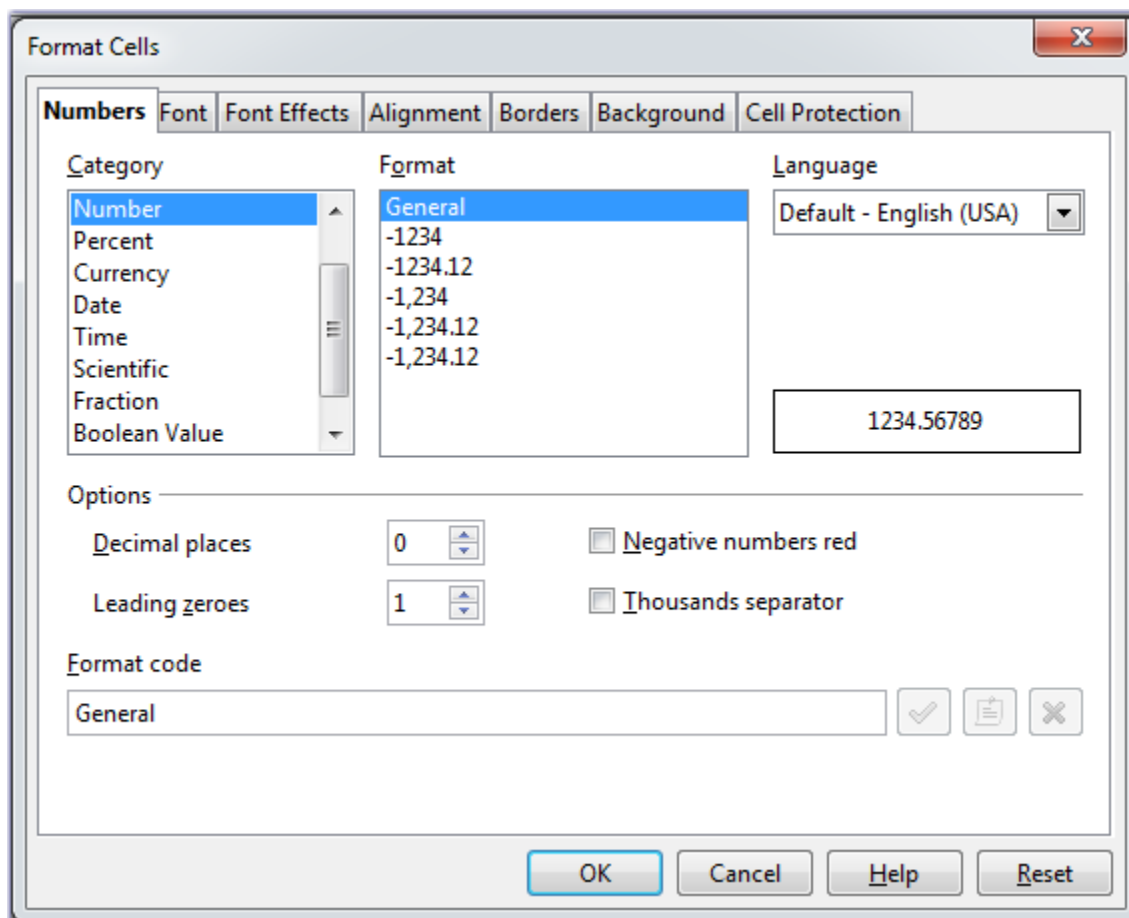 Format Cells
Numbers Font Font Effects Alignment Borders Background Cell Protection
Category
Number
Percent
Currency
Date
Time
Scientific
Fraction
Boolean Value
Format
General
-1234
-1234.12
-1,234
-1,234.12
-1,234.12
Language
Default - English (USA)
1234.56789
Options
Decimal places 0 Negative numbers red
Leading zeroes 1 Thousands separator
Format code
General
OK Cancel Help Reset